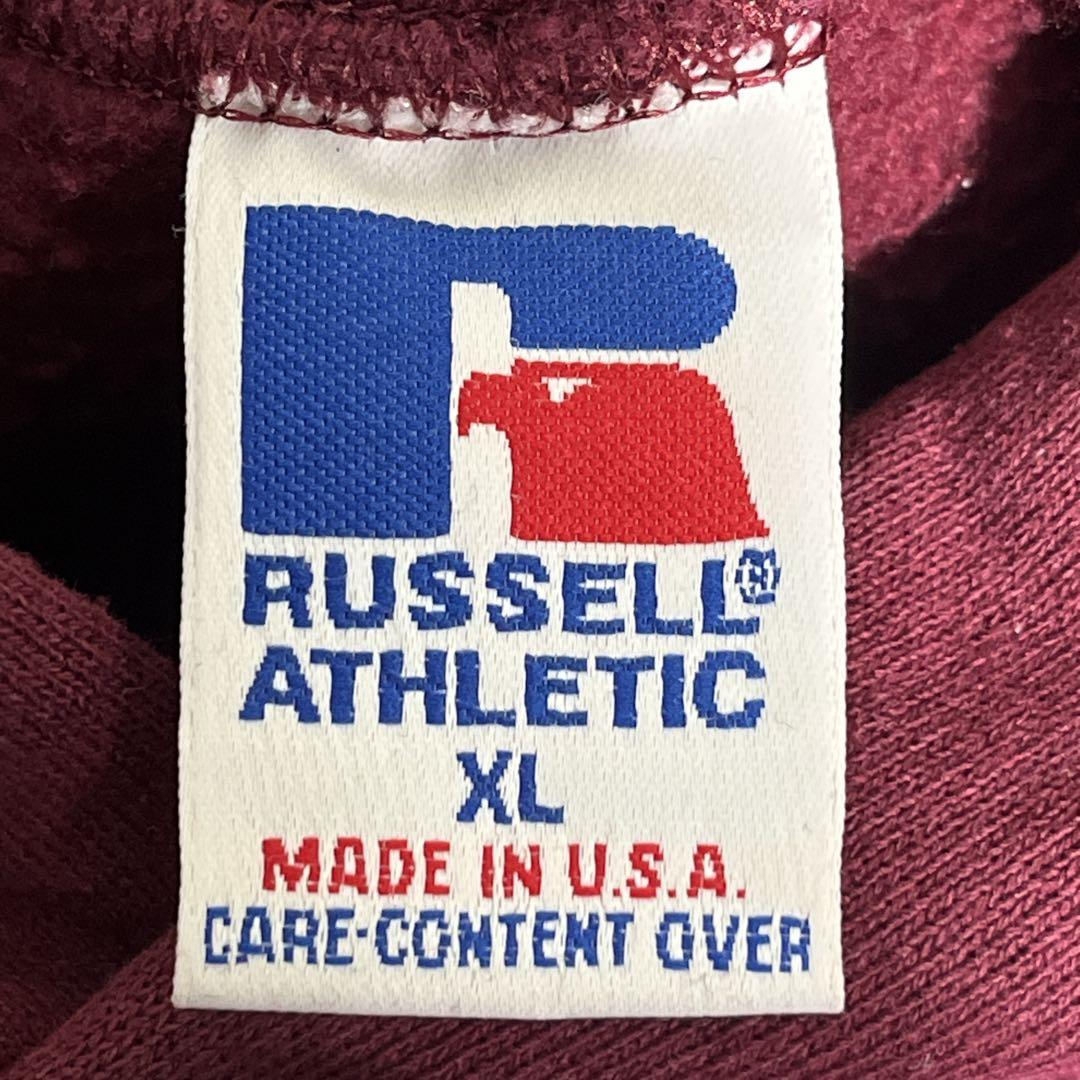 RUSSELL®
ATHLETIC
XL
MADE IN U.S.A.
CARE-CONTENT OVER